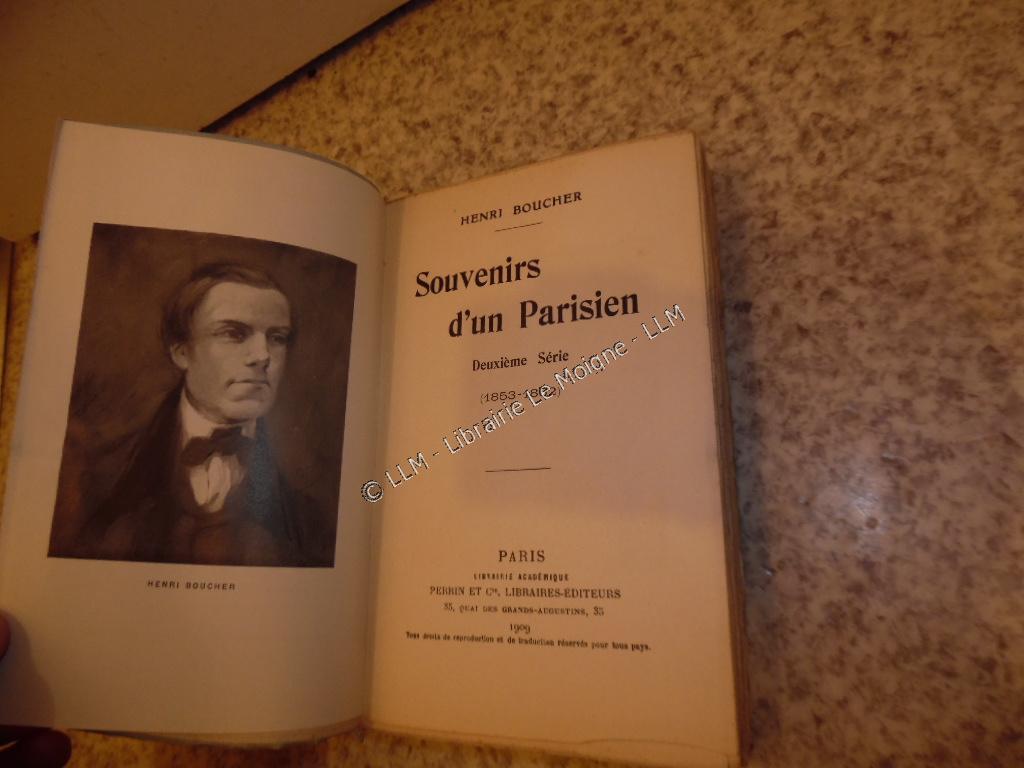 HENRI BOUCHER
HENRI BOUCHER
Souvenirs
d'un Parisien
Deuxième Série
(1853-
PARIS
LIBRAIRIE ACADÉMIQUE
PERRIN ET Cie, LIBRAIRES-ÉDITEURS
35, QUAI DES GRANDS-AUGUSTINS, 35
1909
Tous droits de reproduction et de traduction réservés pour tous pays.
© LLM - Librairie Le Moigne - LLM